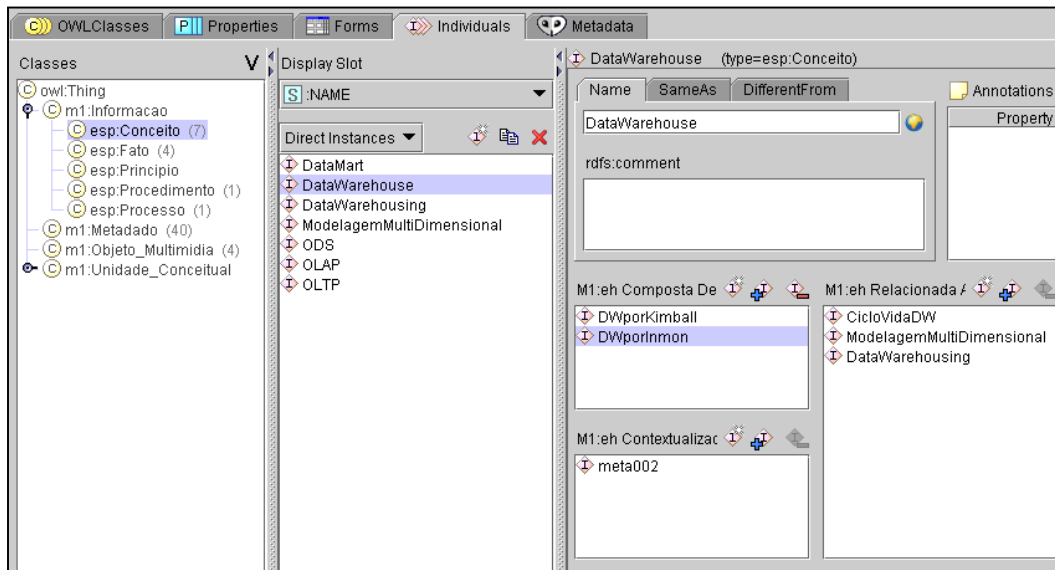 OWLClasses Properties Forms Individuals Metadata
Classes V
owl:Thing
m1:Informacao
esp:Conceito (7)
esp:Fato (4)
esp:Principio
esp:Procedimento (1)
esp:Processo (1)
m1:Metadado (40)
m1:Objeto_Multimidia (4)
m1:Unidade_Conceitual
Display Slot
S :NAME
Direct Instances
DataMart
DataWarehouse
DataWarehousing
ModelagemMultiDimensional
ODS
OLAP
OLTP
DataWarehouse (type=esp:Conceito)
Name SameAs DifferentFrom
DataWarehouse
rdfs:comment
Annotations
Property
M1:eh Composta De
DWporKimball
DWporInmon
M1:eh Relacionada
CicloVidaDW
ModelagemMultiDimensional
DataWarehousing
M1:eh Contextualizac
meta002